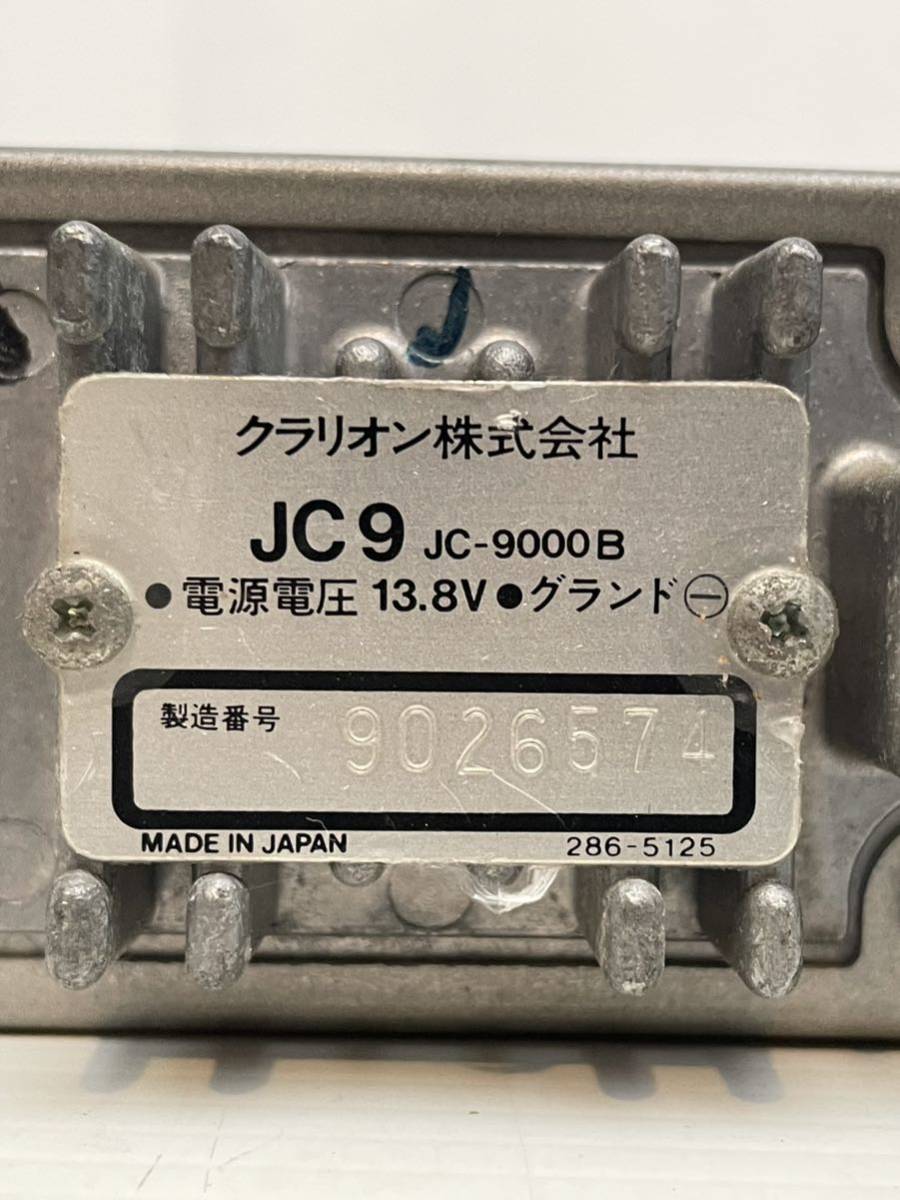 J
クラリオン株式会社
JC9 JC-9000B
●電源電圧 13.8V ●グランド ⊖
製造番号 9026574
MADE IN JAPAN 286-5125